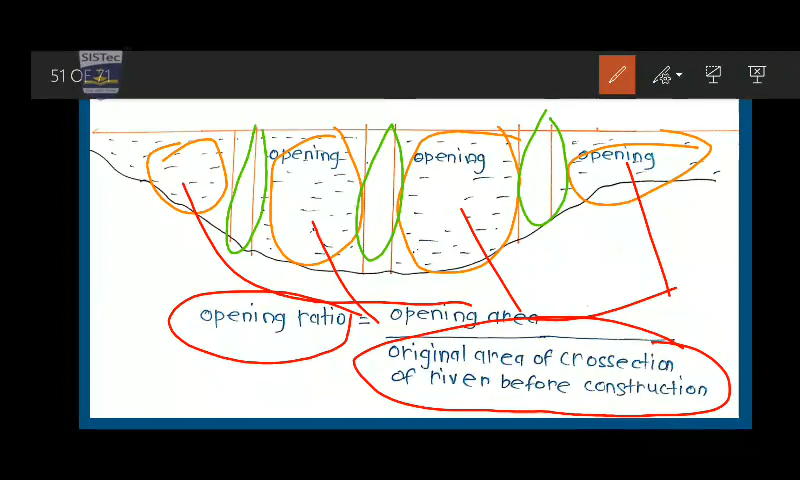 SISTec
51 OF 71
opening opening opening
opening ratio = opening area
original area of crossection
of river before construction